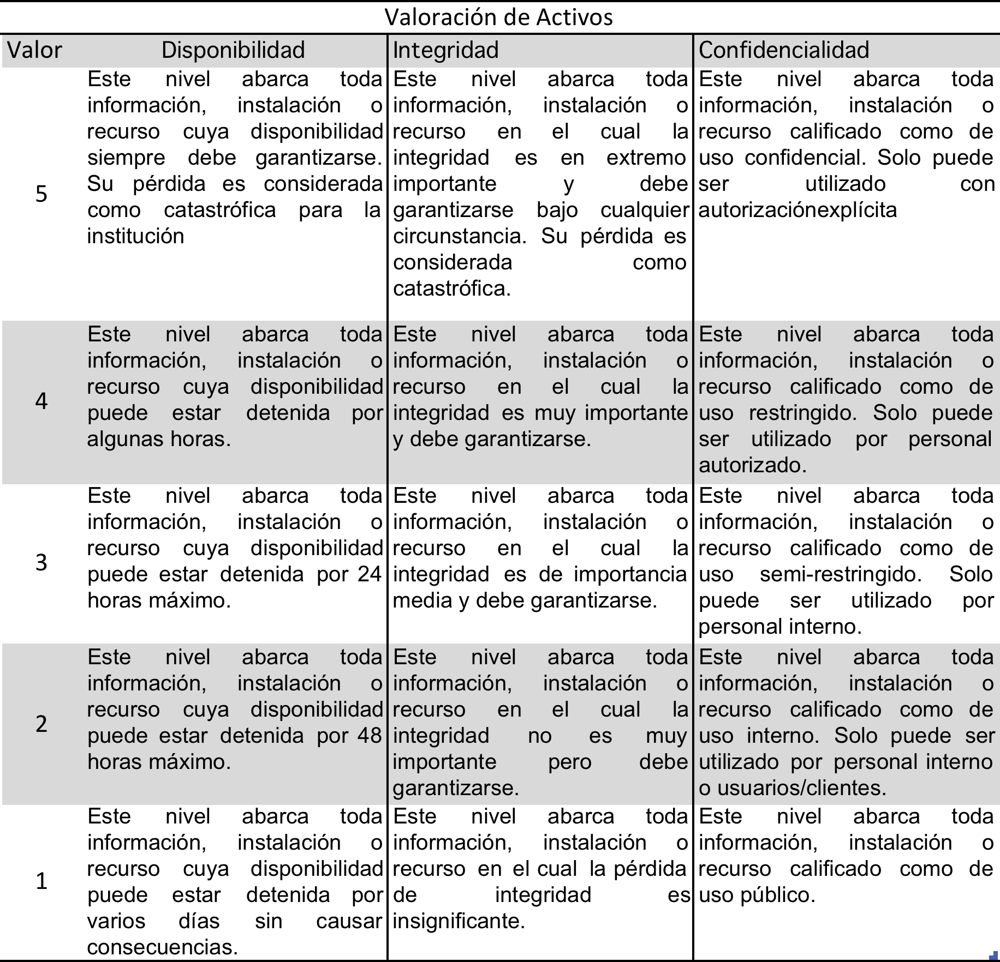 Valoración de Activos
Valor
Disponibilidad
Integridad
Confidencialidad
5
Este nivel abarca toda
información, instalación o
recurso cuya disponibilidad
siempre debe garantizarse.
Su pérdida es considerada
como catastrófica para la
institución
Este nivel abarca toda
información, instalación o
recurso en el cual la
integridad es en extremo
importante y debe
garantizarse bajo cualquier
circunstancia. Su pérdida es
considerada como
catastrófica.
Este nivel abarca toda
información, instalación o
recurso calificado como de
uso confidencial. Solo puede
ser utilizado con
autorizaciónexplícita
4
Este nivel abarca toda
información, instalación o
recurso cuya disponibilidad
puede estar detenida por
algunas horas.
Este nivel abarca toda
información, instalación o
recurso en el cual la
integridad es muy importante
y debe garantizarse.
Este nivel abarca toda
información, instalación o
recurso calificado como de
uso restringido. Solo puede
ser utilizado por personal
autorizado.
3
Este nivel abarca toda
información, instalación o
recurso cuya disponibilidad
puede estar detenida por 24
horas máximo.
Este nivel abarca toda
información, instalación o
recurso en el cual la
integridad es de importancia
media y debe garantizarse.
Este nivel abarca toda
información, instalación o
recurso calificado como de
uso semi-restringido. Solo
puede ser utilizado por
personal interno.
2
Este nivel abarca toda
información, instalación o
recurso cuya disponibilidad
puede estar detenida por 48
horas máximo.
Este nivel abarca toda
información, instalación o
recurso en el cual la
integridad no es muy
importante pero debe
garantizarse.
Este nivel abarca toda
información, instalación o
recurso calificado como de
uso interno. Solo puede ser
utilizado por personal interno
o usuarios/clientes.
1
Este nivel abarca toda
información, instalación o
recurso cuya disponibilidad
puede estar detenida por
varios días sin causar
consecuencias.
Este nivel abarca toda
información, instalación o
recurso en el cual la pérdida
de integridad es
insignificante.
Este nivel abarca toda
información, instalación o
recurso calificado como de
uso público.